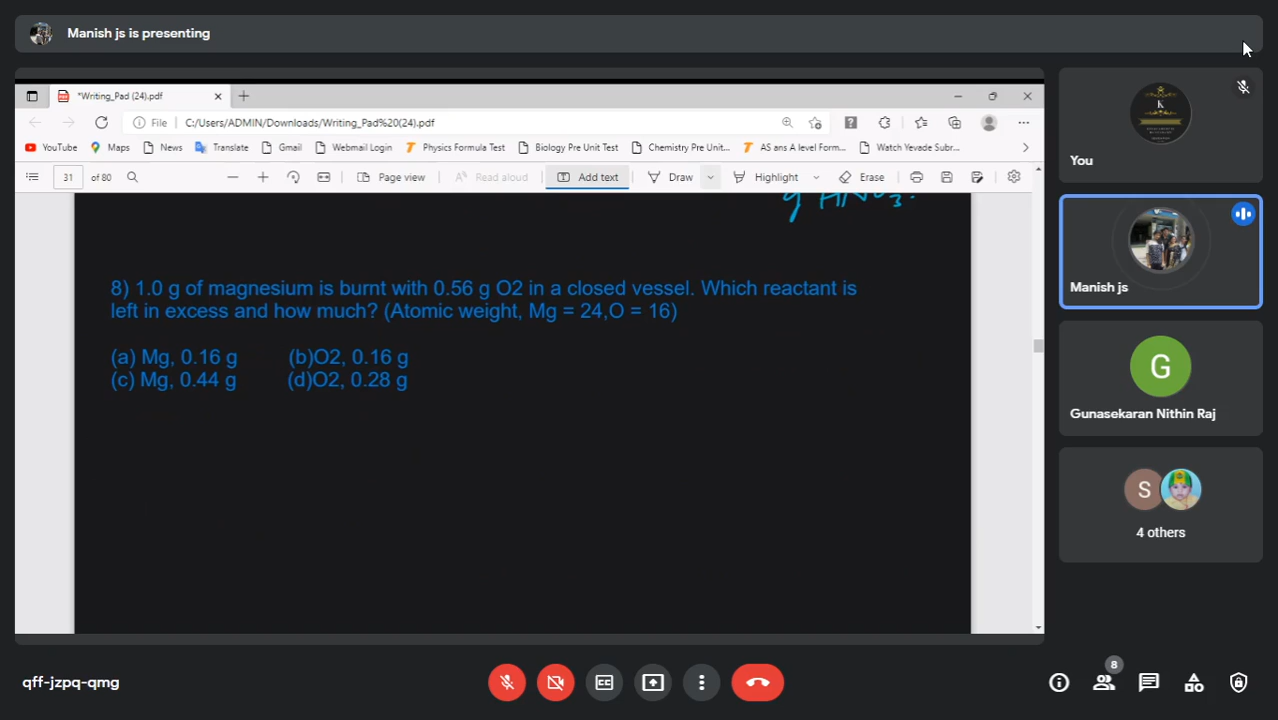 Manish js is presenting
*Writing_Pad (24).pdf
File C:/Users/ADMIN/Downloads/Writing_Pad%20(24).pdf
YouTube Maps News Translate Gmail Webmail Login Physics Formula Test Biology Pre Unit Test Chemistry Pre Unit... AS ans A level Form... Watch Yevade Subr...
31 of 80 Page view Read aloud Add text Draw Highlight Erase
g HNO3.
8) 1.0 g of magnesium is burnt with 0.56 g O2 in a closed vessel. Which reactant is
left in excess and how much? (Atomic weight, Mg = 24,O = 16)
(a) Mg, 0.16 g (b)O2, 0.16 g
(c) Mg, 0.44 g (d)O2, 0.28 g
K
You
Manish js
G
Gunasekaran Nithin Raj
S
4 others
qff-jzpq-qmg
CC
8